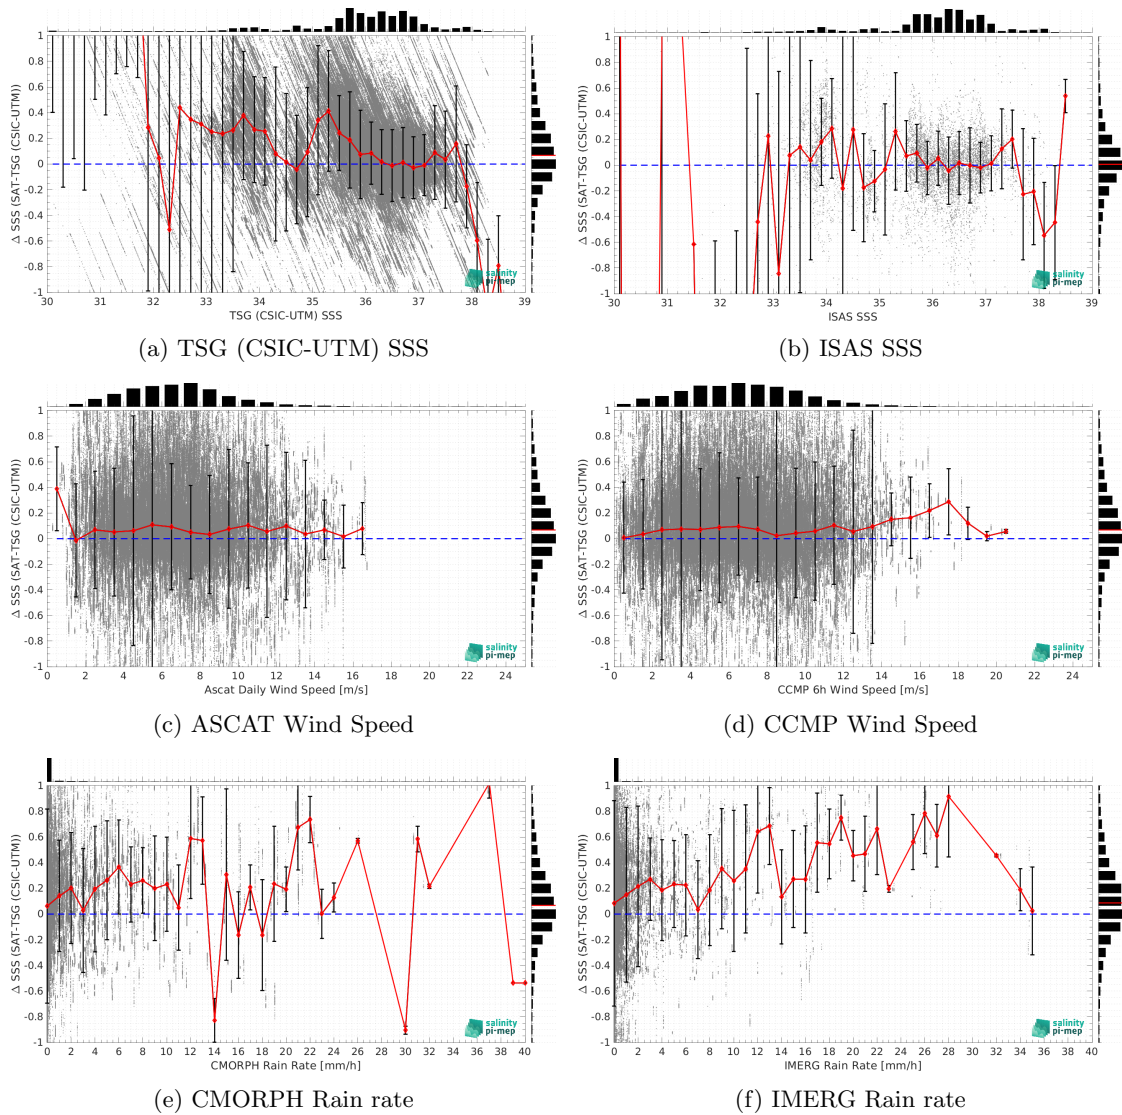 1
0.8
0.6
0.4
0.2
0
-0.2
-0.4
-0.6
-0.8
-1
Δ SSS (SAT-TSG (CSIC-UTM))
30 31 32 33 34 35 36 37 38 39
TSG (CSIC-UTM) SSS
salinity
pi-mep
(a) TSG (CSIC-UTM) SSS
1
0.8
0.6
0.4
0.2
0
-0.2
-0.4
-0.6
-0.8
-1
Δ SSS (SAT-TSG (CSIC-UTM))
30 31 32 33 34 35 36 37 38 39
ISAS SSS
salinity
pi-mep
(b) ISAS SSS
1
0.8
0.6
0.4
0.2
0
-0.2
-0.4
-0.6
-0.8
-1
Δ SSS (SAT-TSG (CSIC-UTM))
0 2 4 6 8 10 12 14 16 18 20 22 24
Ascat Daily Wind Speed [m/s]
salinity
pi-mep
(c) ASCAT Wind Speed
1
0.8
0.6
0.4
0.2
0
-0.2
-0.4
-0.6
-0.8
-1
Δ SSS (SAT-TSG (CSIC-UTM))
0 2 4 6 8 10 12 14 16 18 20 22 24
CCMP 6h Wind Speed [m/s]
salinity
pi-mep
(d) CCMP Wind Speed
1
0.8
0.6
0.4
0.2
0
-0.2
-0.4
-0.6
-0.8
-1
Δ SSS (SAT-TSG (CSIC-UTM))
0 2 4 6 8 10 12 14 16 18 20 22 24 26 28 30 32 34 36 38 40
CMORPH Rain Rate [mm/h]
salinity
pi-mep
(e) CMORPH Rain rate
1
0.8
0.6
0.4
0.2
0
-0.2
-0.4
-0.6
-0.8
-1
Δ SSS (SAT-TSG (CSIC-UTM))
0 2 4 6 8 10 12 14 16 18 20 22 24 26 28 30 32 34 36 38 40
IMERG Rain Rate [mm/h]
salinity
pi-mep
(f) IMERG Rain rate